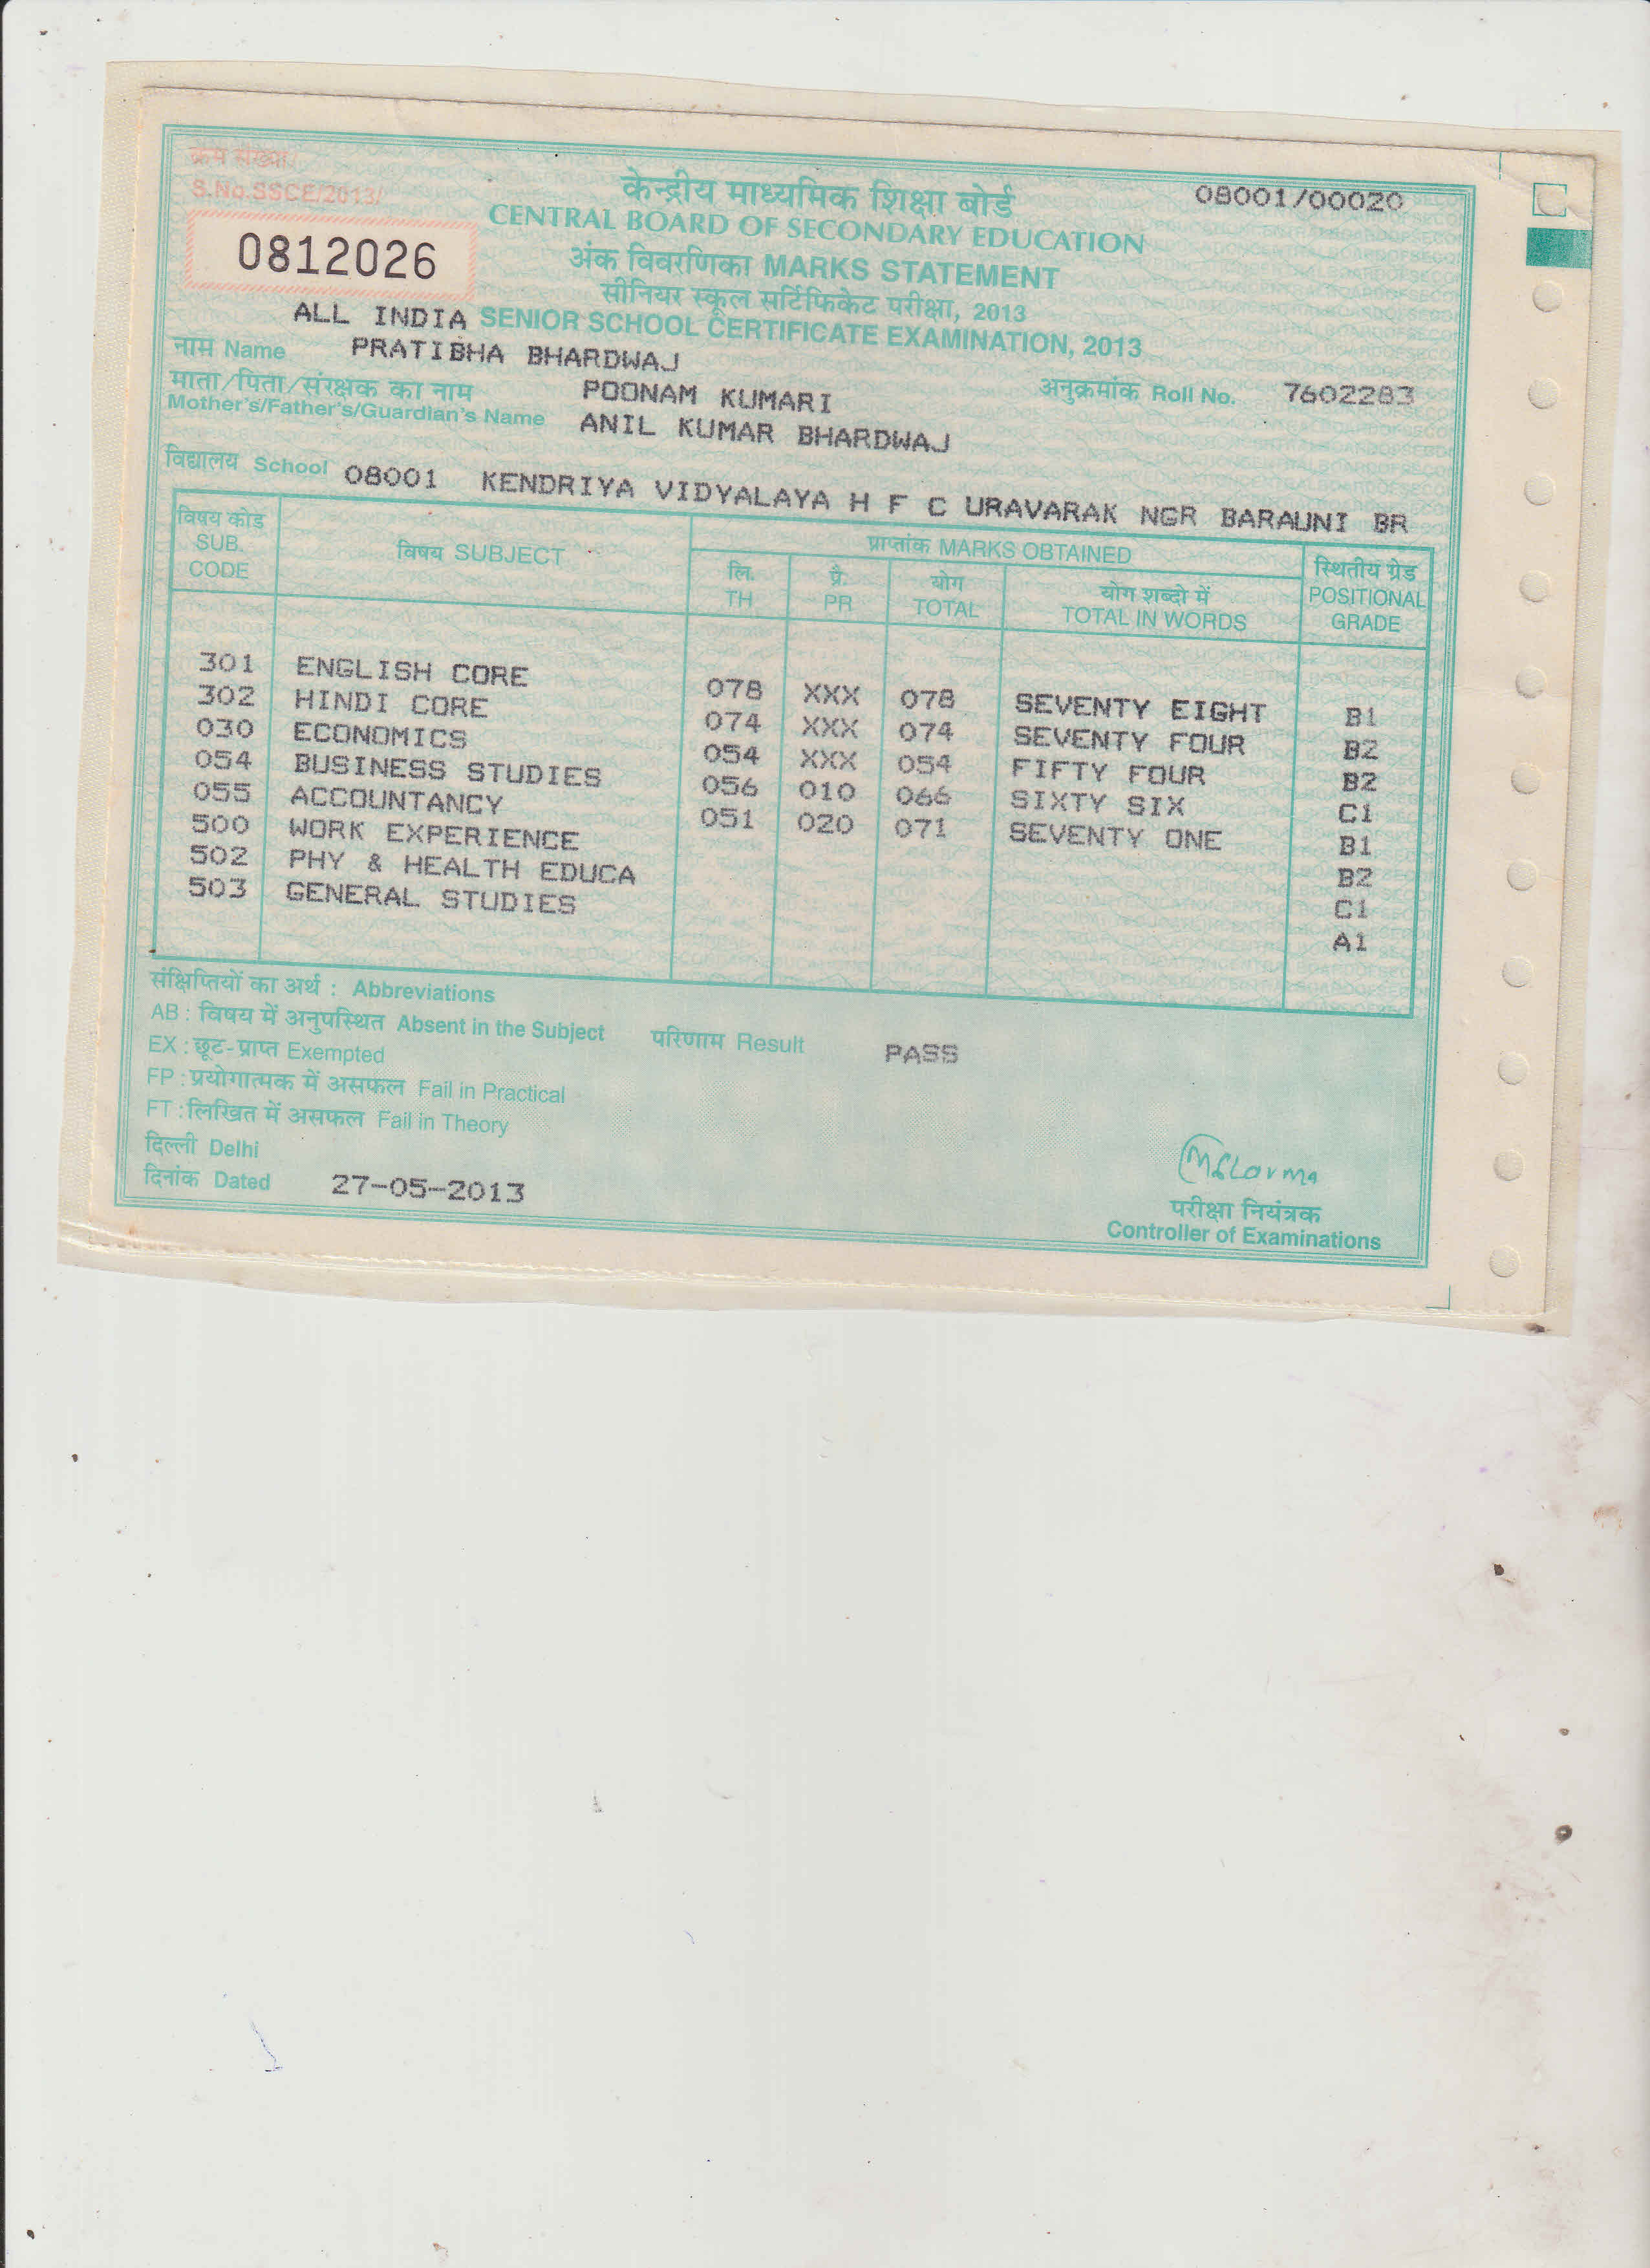 क्रम संख्या
S.No.SSCE/2013/
0812026
08001/00020
केन्द्रीय माध्यमिक शिक्षा बोर्ड
CENTRAL BOARD OF SECONDARY EDUCATION
अंक विवरणिका MARKS STATEMENT
सीनियर स्कूल सर्टिफिकेट परीक्षा, 2013
ALL INDIA SENIOR SCHOOL CERTIFICATE EXAMINATION, 2013
नाम Name PRATIBHA BHARDWAJ
माता/पिता/संरक्षक का नाम POONAM KUMARI अनुक्रमांक Roll No. 7602283
Mother's/Father's/Guardian's Name ANIL KUMAR BHARDWAJ
विद्यालय School 08001 KENDRIYA VIDYALAYA H F C URAVARAK NGR BARAUNI BR
विषय कोड SUB. CODE विषय SUBJECT प्राप्तांक MARKS OBTAINED स्थितीय ग्रेड POSITIONAL GRADE
लि. TH प्रै. PR योग TOTAL योग शब्दो में TOTAL IN WORDS
301 ENGLISH CORE 078 XXX 078 SEVENTY EIGHT B1
302 HINDI CORE 074 XXX 074 SEVENTY FOUR B2
030 ECONOMICS 054 XXX 054 FIFTY FOUR B2
054 BUSINESS STUDIES 056 010 066 SIXTY SIX C1
055 ACCOUNTANCY 051 020 071 SEVENTY ONE B1
500 WORK EXPERIENCE B2
502 PHY & HEALTH EDUCA C1
503 GENERAL STUDIES A1
संक्षिप्तियों का अर्थ : Abbreviations
AB : विषय में अनुपस्थित Absent in the Subject परिणाम Result PASS
EX : छूट-प्राप्त Exempted
FP : प्रयोगात्मक में असफल Fail in Practical
FT : लिखित में असफल Fail in Theory
दिल्ली Delhi
दिनांक Dated 27-05-2013
परीक्षा नियंत्रक
Controller of Examinations